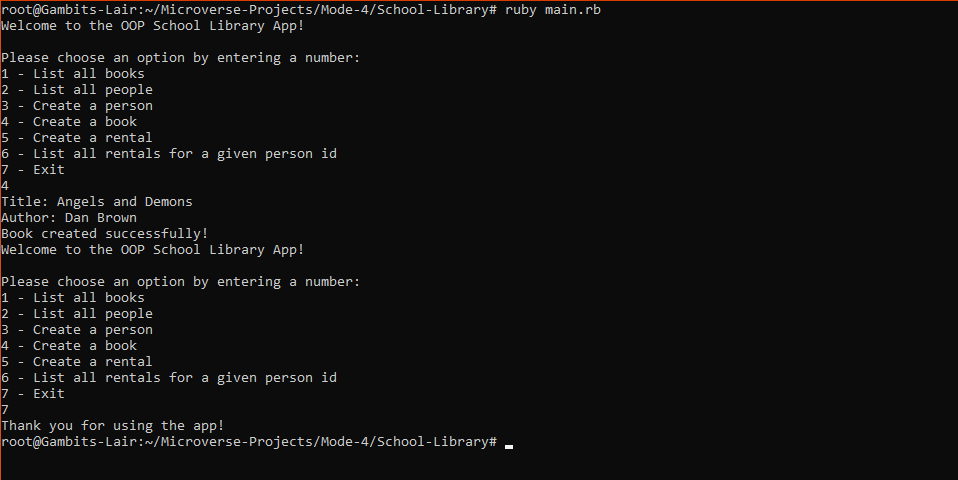 root@Gambits-Lair:~/Microverse-Projects/Mode-4/School-Library# ruby main.rb
Welcome to the OOP School Library App!
Please choose an option by entering a number:
1 - List all books
2 - List all people
3 - Create a person
4 - Create a book
5 - Create a rental
6 - List all rentals for a given person id
7 - Exit
4
Title: Angels and Demons
Author: Dan Brown
Book created successfully!
Welcome to the OOP School Library App!
Please choose an option by entering a number:
1 - List all books
2 - List all people
3 - Create a person
4 - Create a book
5 - Create a rental
6 - List all rentals for a given person id
7 - Exit
7
Thank you for using the app!
root@Gambits-Lair:~/Microverse-Projects/Mode-4/School-Library#